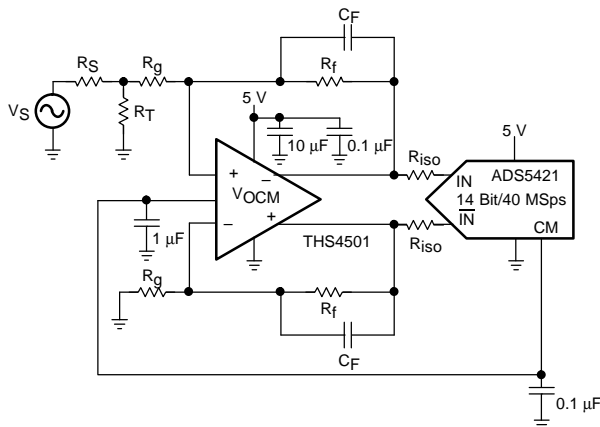 CF
RS
Rg
Rf
VS
RT
5 V
10 μF
0.1 μF
Riso
5 V
ADS5421
IN
14 Bit/40 MSps
IN
CM
+
−
VOCM
−
+
1 μF
THS4501
Riso
Rg
Rf
CF
0.1 μF